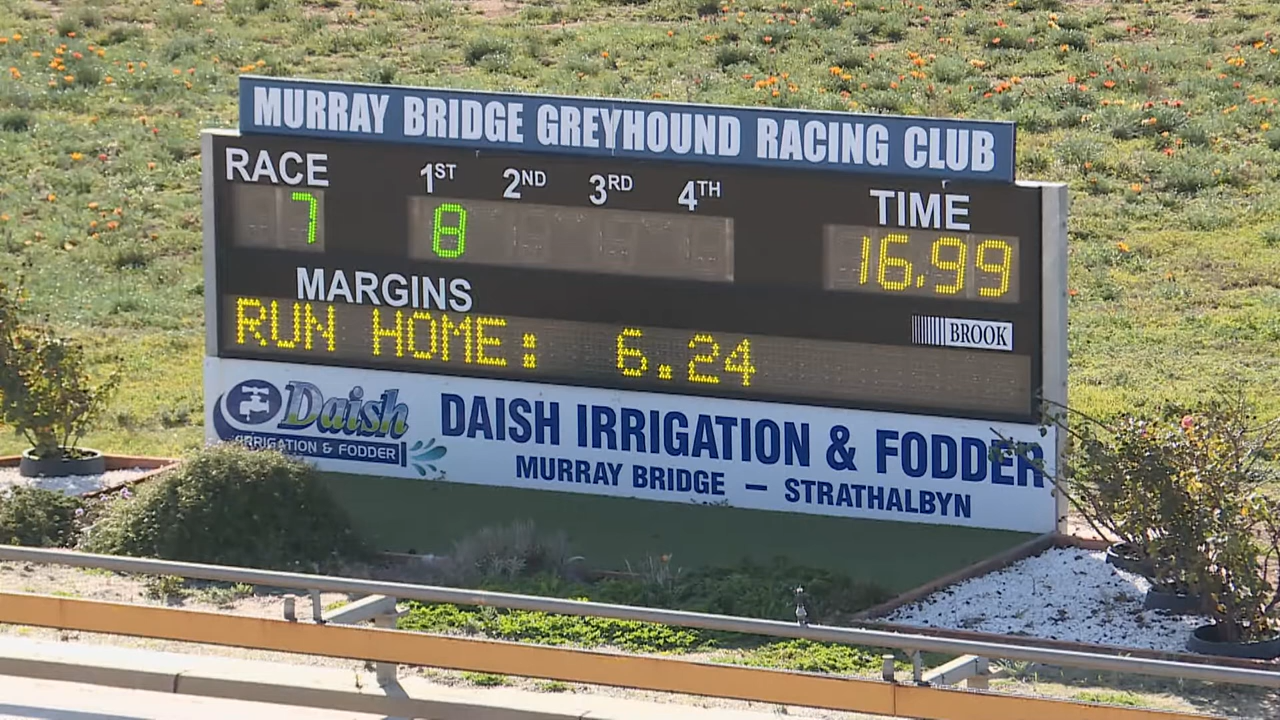 MURRAY BRIDGE GREYHOUND RACING CLUB
RACE 1ST 2ND 3RD 4TH TIME
7 8 16.99
MARGINS
BROOK
RUN HOME: 6.24
Daish
IRRIGATION & FODDER
DAISH IRRIGATION & FODDER
MURRAY BRIDGE – STRATHALBYN